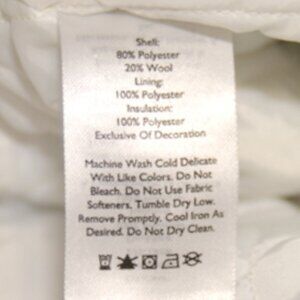 Shell:
80% Polyester
20% Wool
Lining:
100% Polyester
Insulation:
100% Polyester
Exclusive Of Decoration
Machine Wash Cold Delicate
With Like Colors. Do Not
Bleach. Do Not Use Fabric
Softeners. Tumble Dry Low.
Remove Promptly. Cool Iron As
Desired. Do Not Dry Clean.